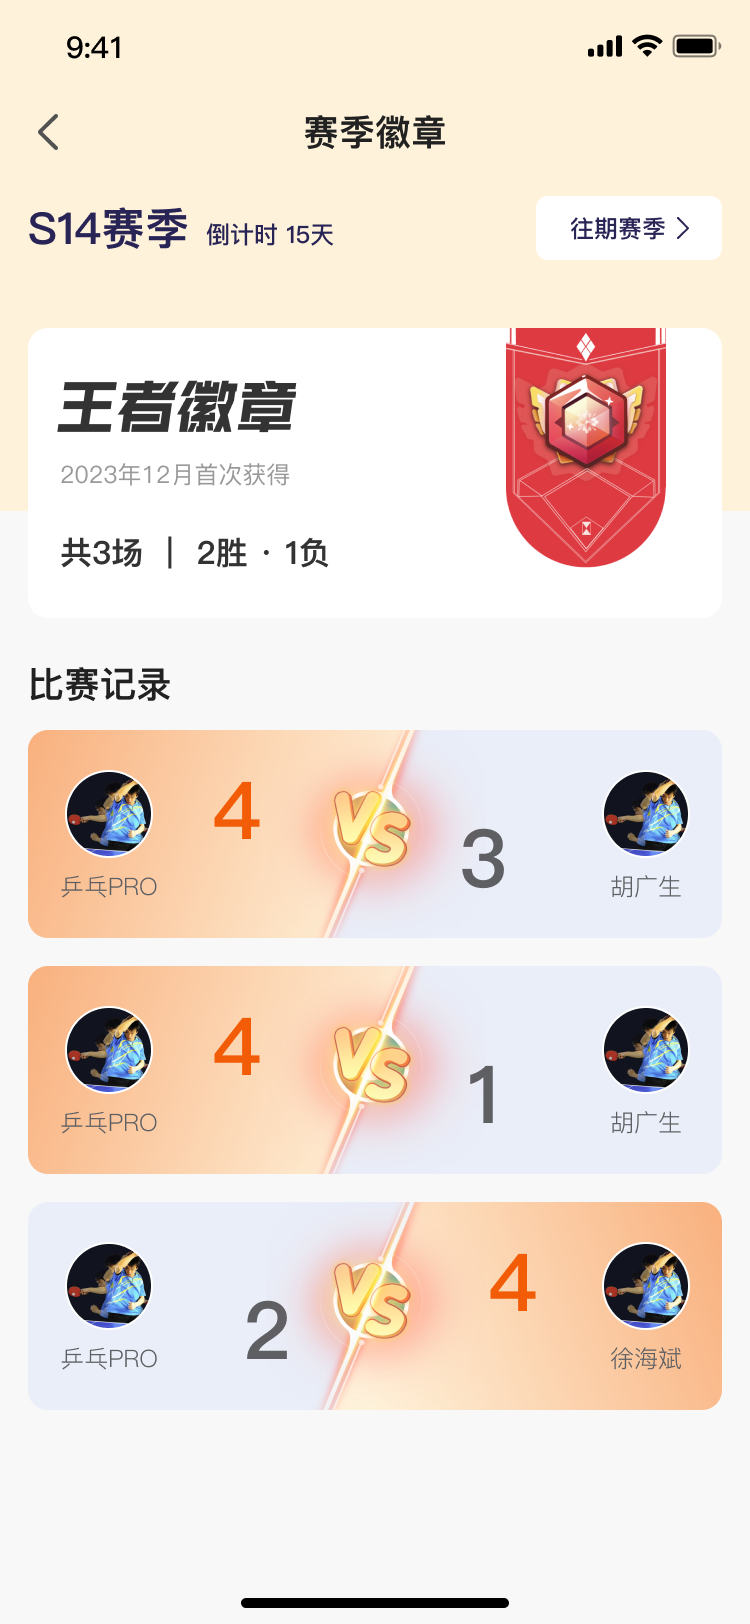 9:41
赛季徽章
S14赛季 倒计时 15天
往期赛季
王者徽章
2023年12月首次获得
共3场 | 2胜 · 1负
比赛记录
4 VS 3
乒乓PRO 胡广生
4 VS 1
乒乓PRO 胡广生
2 VS 4
乒乓PRO 徐海斌